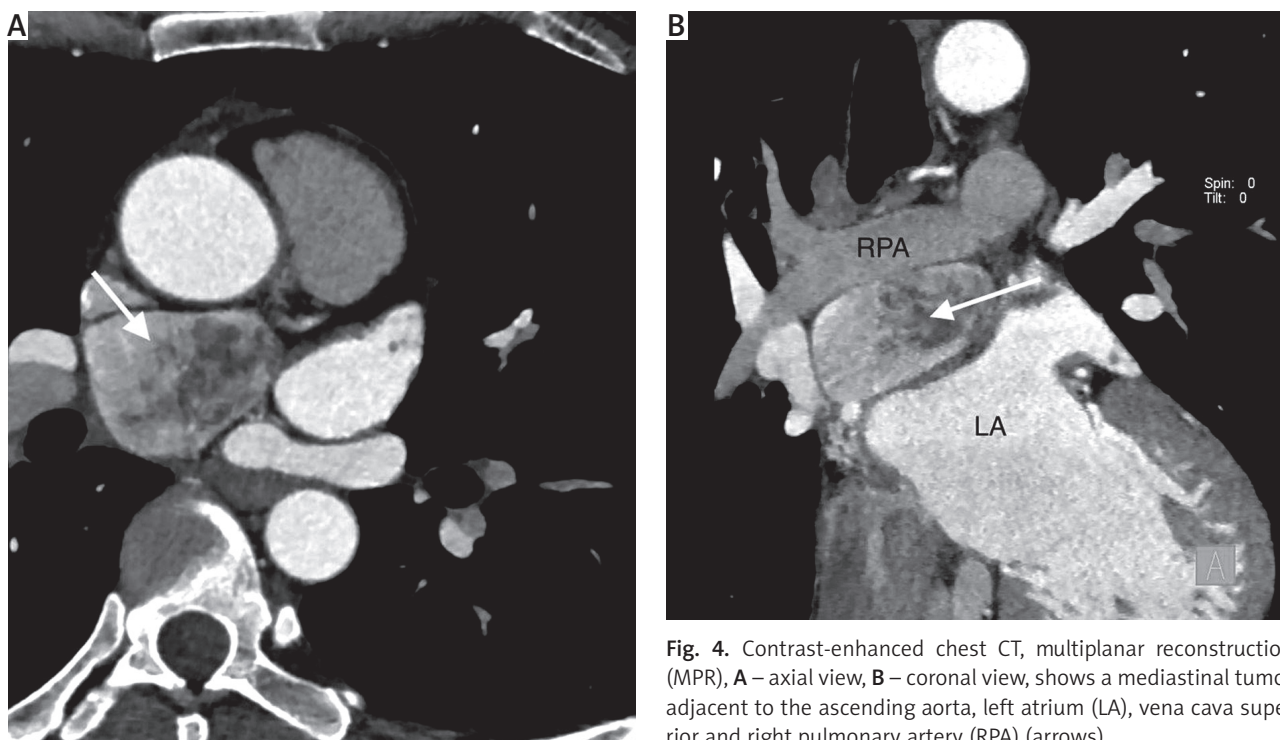 A
B
Spin: 0
Tilt: 0
RPA
LA
A
Fig. 4. Contrast-enhanced chest CT, multiplanar reconstructio
(MPR), A – axial view, B – coronal view, shows a mediastinal tumo
adjacent to the ascending aorta, left atrium (LA), vena cava supe
rior and right pulmonary artery (RPA) (arrows)